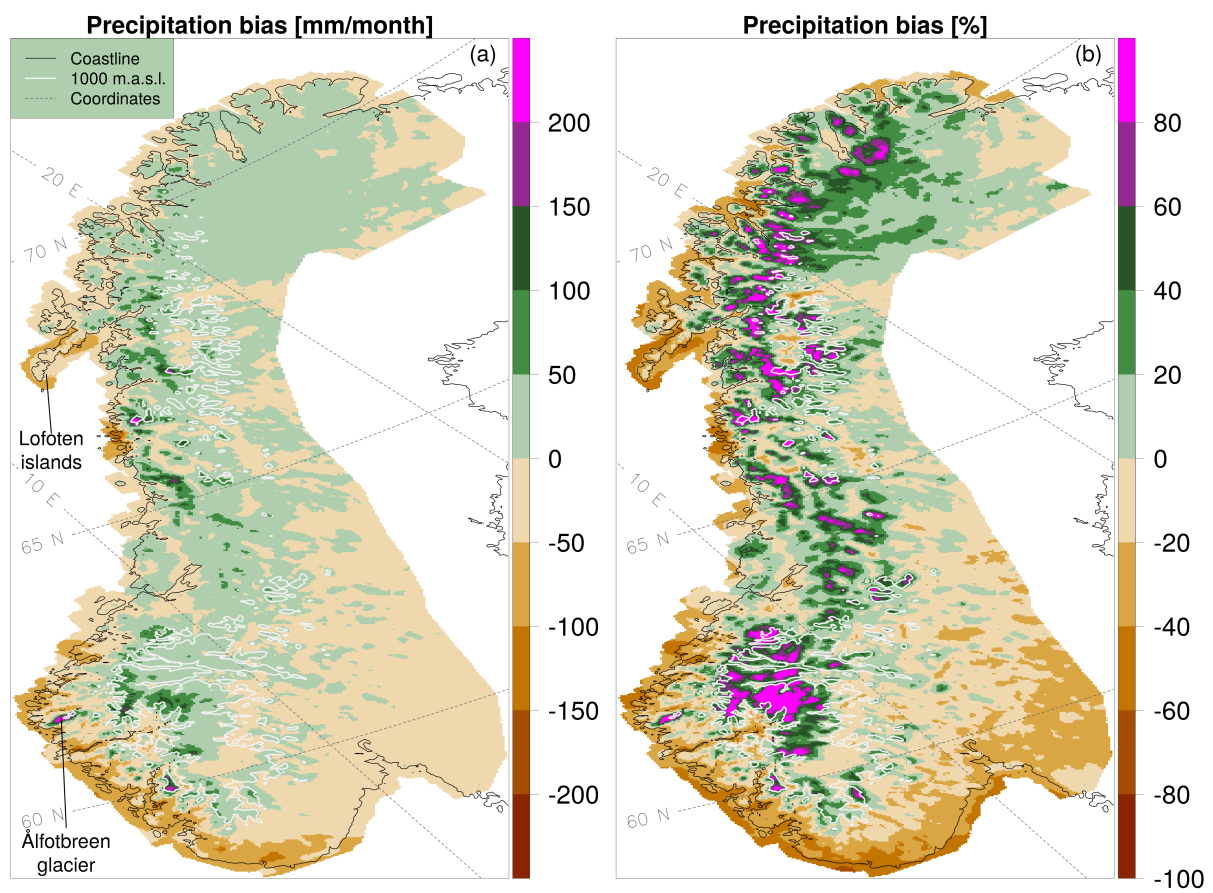 Precipitation bias [mm/month]
(a)
Coastline
1000 m.a.s.l.
Coordinates
200
150
100
50
0
-50
-100
-150
-200
20 E
70 N
Lofoten
islands
10 E
65 N
60 N
Ålfotbreen
glacier
Precipitation bias [%]
(b)
80
60
40
20
0
-20
-40
-60
-80
-100
20 E
70 N
10 E
65 N
60 N